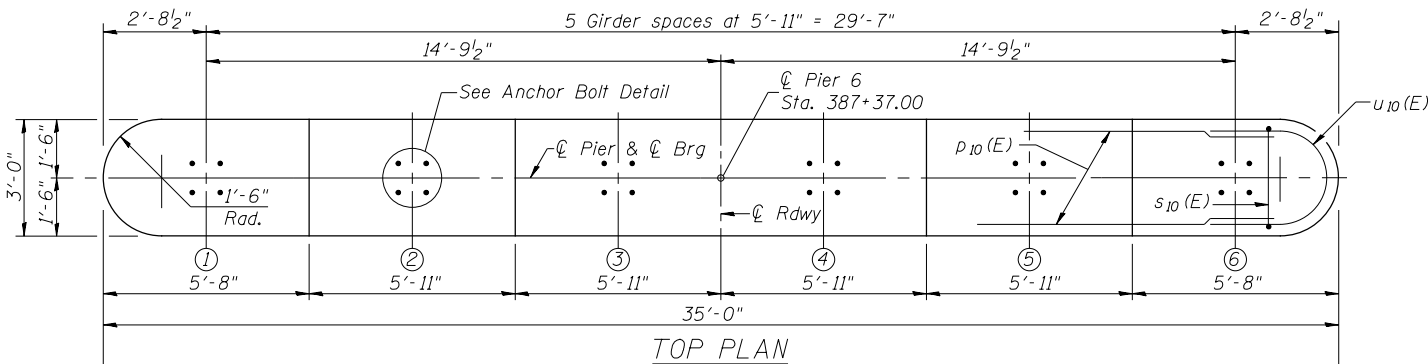 2'-8½" 5 Girder spaces at 5'-11" = 29'-7" 2'-8½"
14'-9½" 14'-9½"
℄ Pier 6
Sta. 387+37.00
See Anchor Bolt Detail
u10(E)
p10(E)
℄ Pier & ℄ Brg
3'-0"
1'-6"
1'-6"
1'-6"
Rad.
s10(E)
℄ Rdwy
1 2 3 4 5 6
5'-8" 5'-11" 5'-11" 5'-11" 5'-11" 5'-8"
35'-0"
TOP PLAN